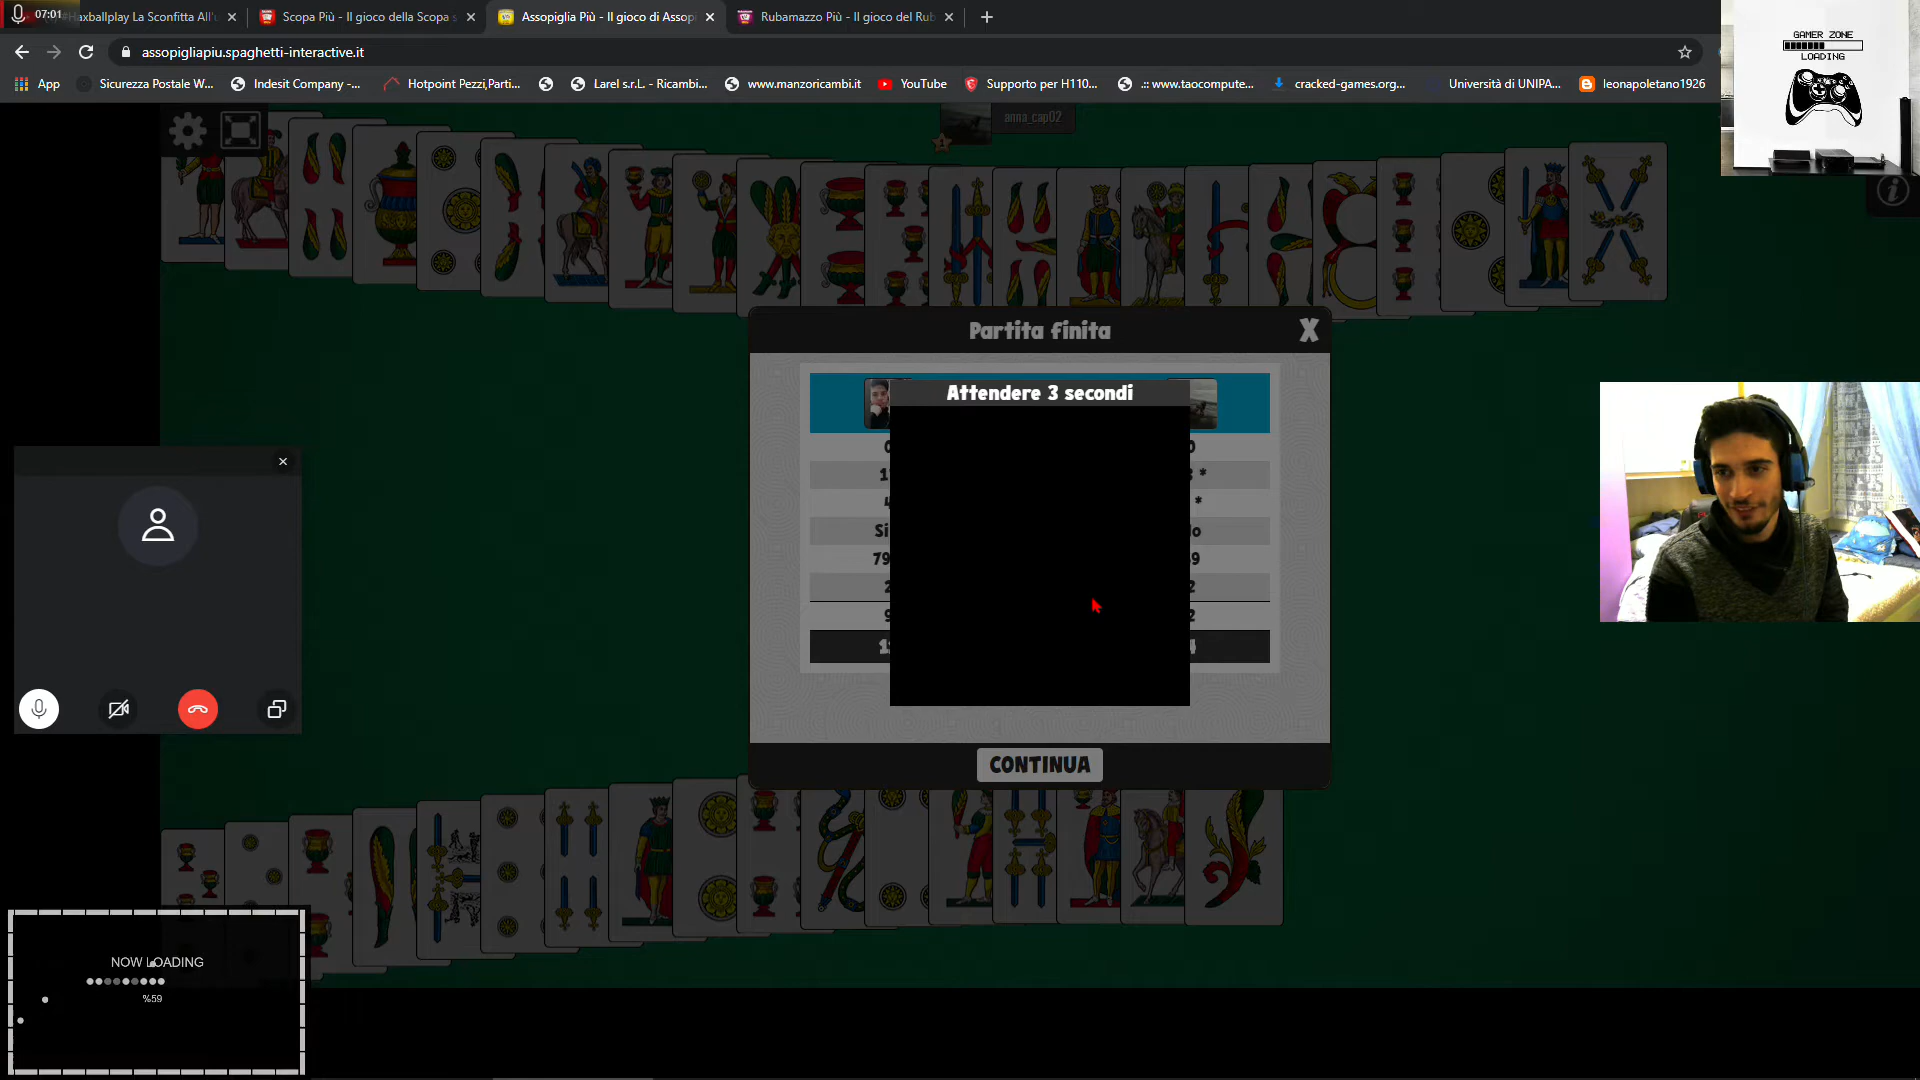 07:01
Haxballplay La Sconfitta All'
Scopa Più - Il gioco della Scopa
Assopiglia Più - Il gioco di Assop
Rubamazzo Più - Il gioco del Rub
assopigliapiu.spaghetti-interactive.it
App
Sicurezza Postale W...
Indesit Company -...
Hotpoint Pezzi,Parti...
Larel s.r.L. - Ricambi...
www.manzoricambi.it
YouTube
Supporto per H110...
.:: www.taocompute...
cracked-games.org...
Università di UNIPA...
leonapoletano1926
GAMER ZONE
LOADING
anna_cap02
Partita finita
X
Attendere 3 secondi
Si
79
CONTINUA
NOW LOADING
%59